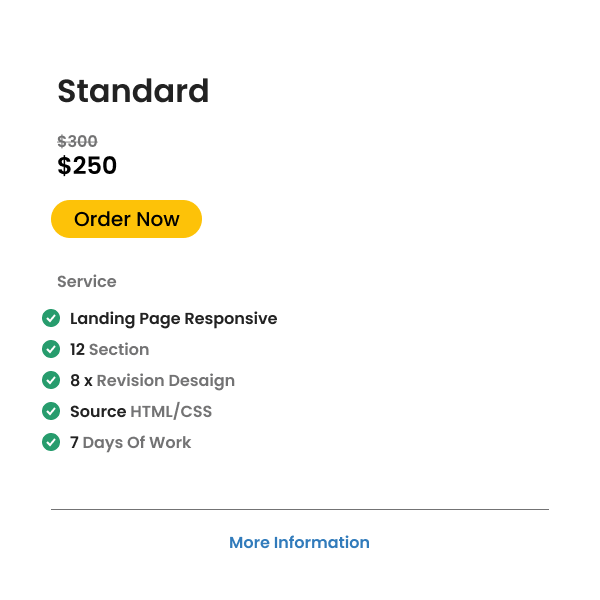 Standard
$300
$250
Order Now
Service
Landing Page Responsive
12 Section
8 x Revision Desaign
Source HTML/CSS
7 Days Of Work
More Information